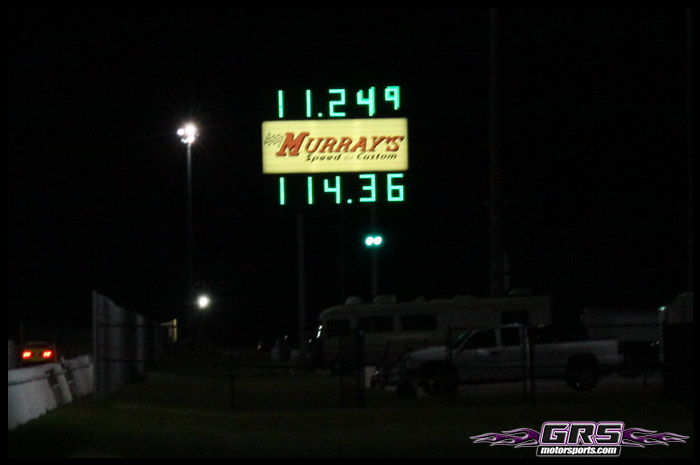 11.249
MURRAY'S
Speed & Custom
114.36
GRS
motorsports.com